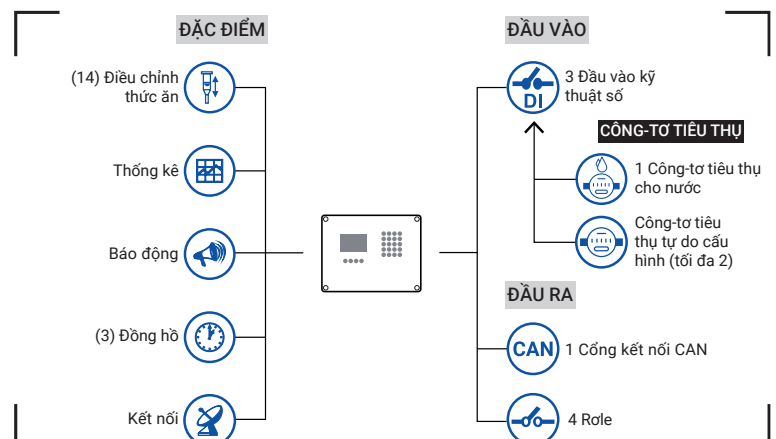 ĐẶC ĐIỂM
(14) Điều chỉnh
thức ăn
Thống kê
Báo động
(3) Đồng hồ
Kết nối
ĐẦU VÀO
DI
3 Đầu vào kỹ
thuật số
CÔNG-TƠ TIÊU THỤ
1 Công-tơ tiêu thụ
cho nước
Công-tơ tiêu
thụ tự do cấu
hình (tối đa 2)
ĐẦU RA
CAN
1 Cổng kết nối CAN
4 Rơle